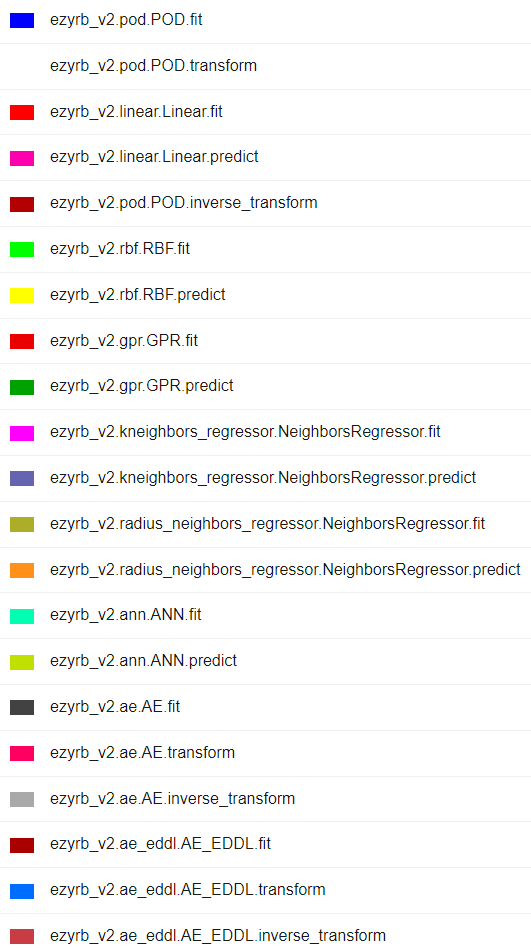 ezyrb_v2.pod.POD.fit
ezyrb_v2.pod.POD.transform
ezyrb_v2.linear.Linear.fit
ezyrb_v2.linear.Linear.predict
ezyrb_v2.pod.POD.inverse_transform
ezyrb_v2.rbf.RBF.fit
ezyrb_v2.rbf.RBF.predict
ezyrb_v2.gpr.GPR.fit
ezyrb_v2.gpr.GPR.predict
ezyrb_v2.kneighbors_regressor.NeighborsRegressor.fit
ezyrb_v2.kneighbors_regressor.NeighborsRegressor.predict
ezyrb_v2.radius_neighbors_regressor.NeighborsRegressor.fit
ezyrb_v2.radius_neighbors_regressor.NeighborsRegressor.predict
ezyrb_v2.ann.ANN.fit
ezyrb_v2.ann.ANN.predict
ezyrb_v2.ae.AE.fit
ezyrb_v2.ae.AE.transform
ezyrb_v2.ae.AE.inverse_transform
ezyrb_v2.ae_eddl.AE_EDDL.fit
ezyrb_v2.ae_eddl.AE_EDDL.transform
ezyrb_v2.ae_eddl.AE_EDDL.inverse_transform